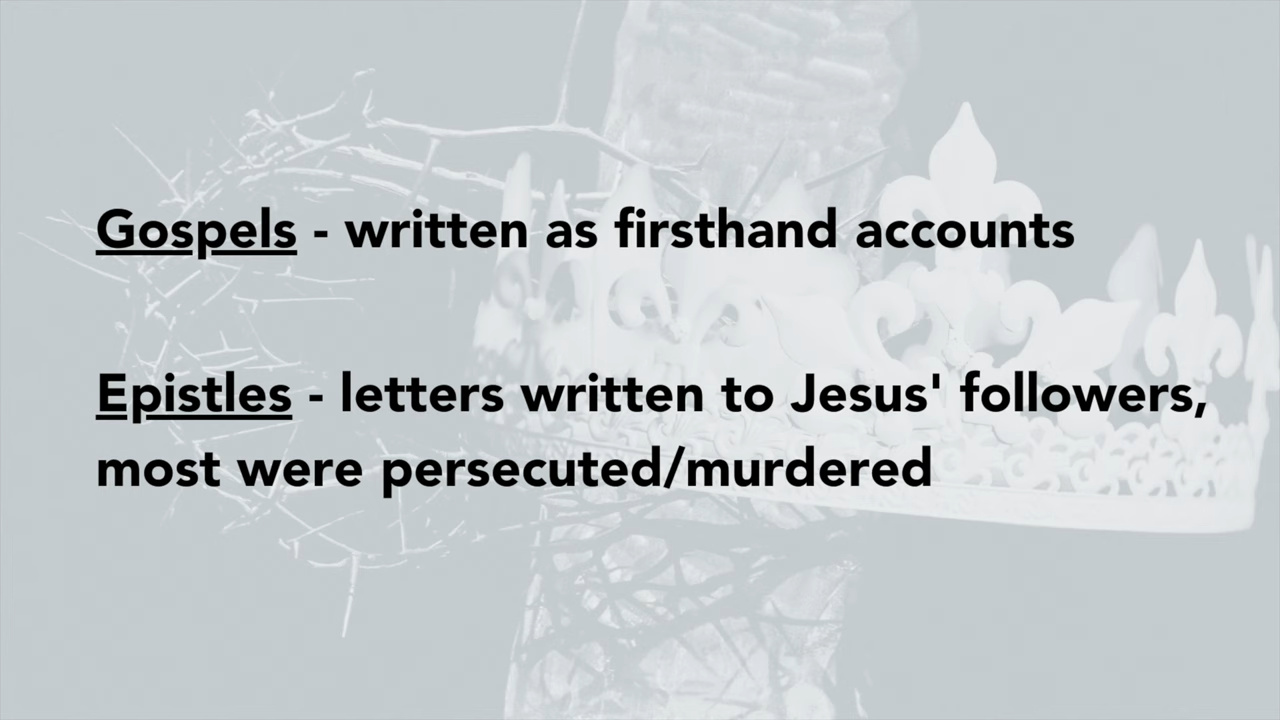 Gospels - written as firsthand accounts
Epistles - letters written to Jesus' followers,
most were persecuted/murdered